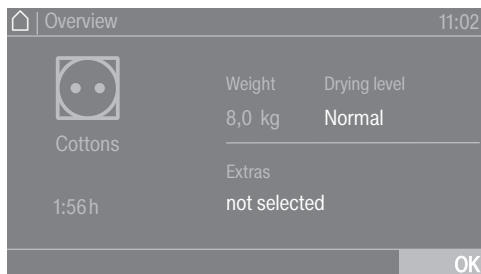 Overview 11:02
Weight Drying level
8,0 kg Normal
Cottons
Extras
1:56 h not selected
OK